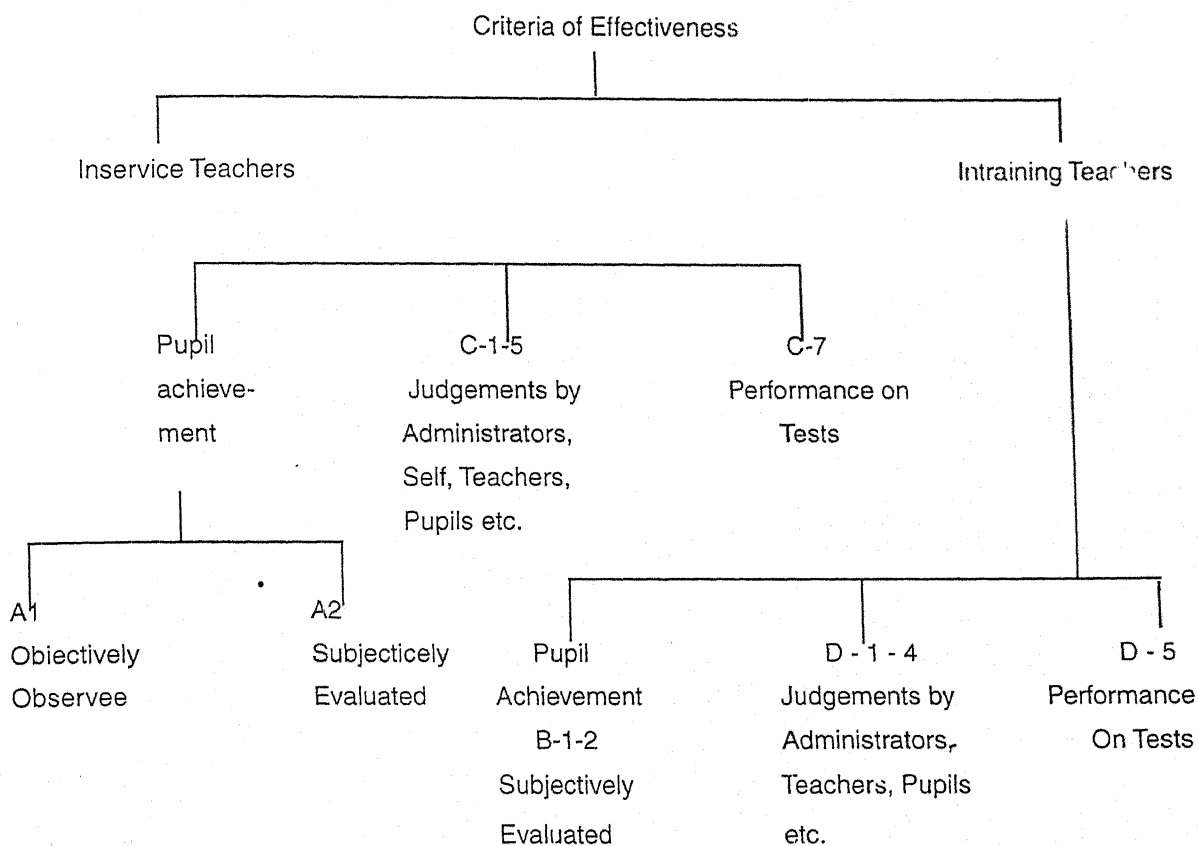 Criteria of Effectiveness
Inservice Teachers
Intraining Teachers
Pupil
achieve-
ment
C-1-5
Judgements by
Administrators,
Self, Teachers,
Pupils etc.
C-7
Performance on
Tests
A1
Obiectively
Observee
A2
Subjecticely
Evaluated
Pupil
Achievement
B-1-2
Subjectively
Evaluated
D - 1 - 4
Judgements by
Administrators,
Teachers, Pupils
etc.
D - 5
Performance
On Tests